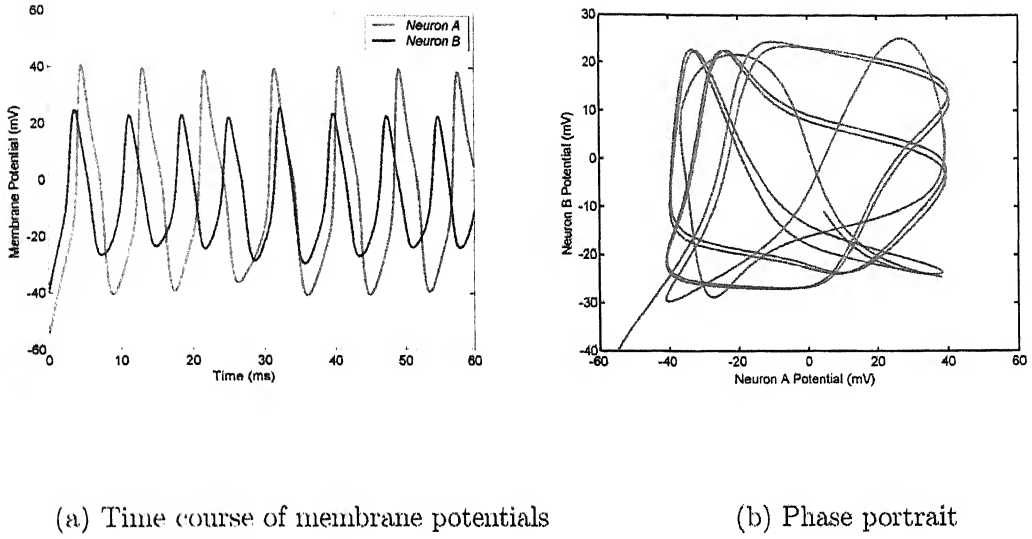 60
40
20
0
-20
-40
-60
Membrane Potential (mV)
Neuron A
Neuron B
0 10 20 30 40 50 60
Time (ms)
30
20
10
0
-10
-20
-30
-40
Neuron B Potential (mV)
-60 -40 -20 0 20 40 60
Neuron A Potential (mV)
(a) Time course of membrane potentials
(b) Phase portrait